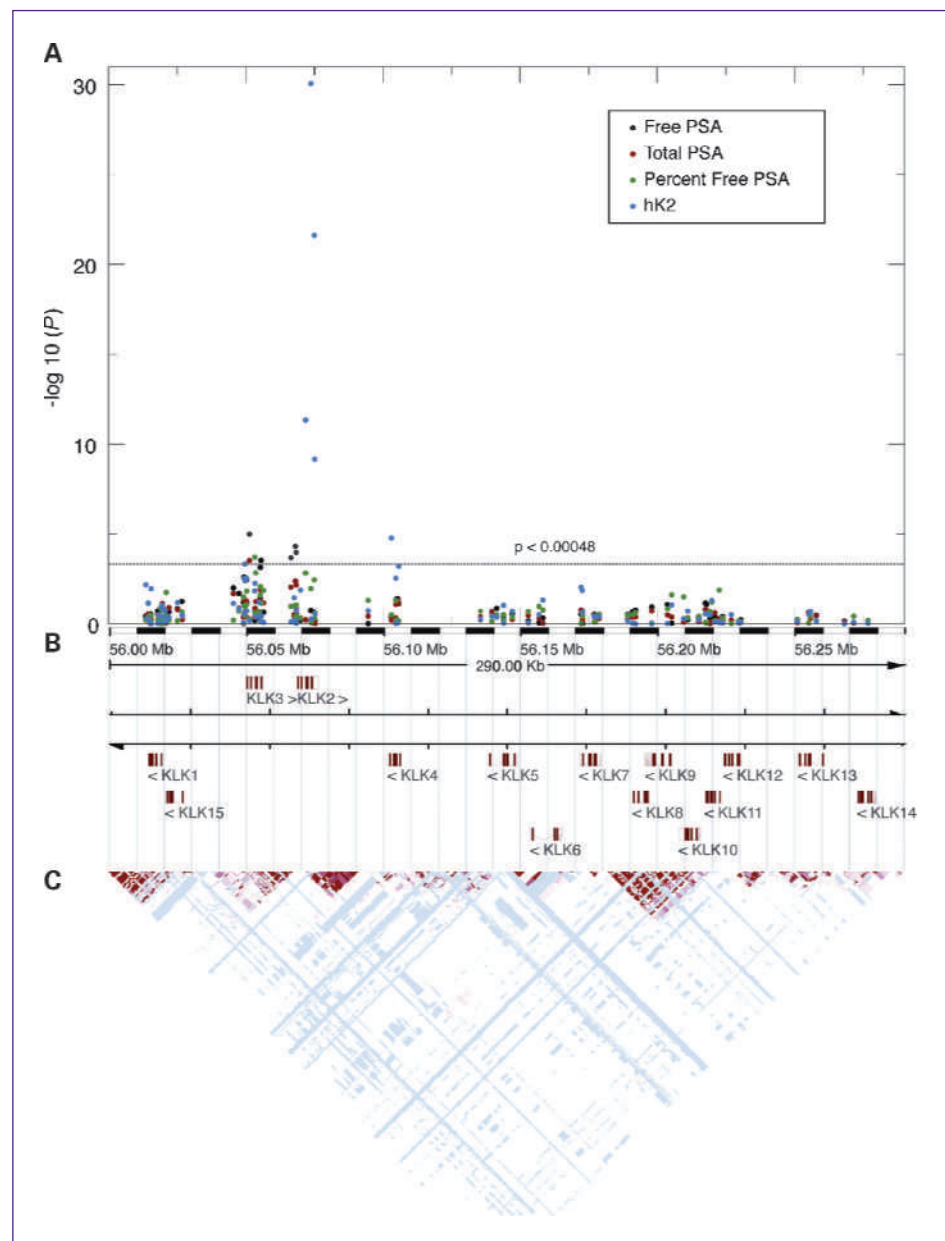 A
30
20
10
0
-log 10 (P)
Free PSA
Total PSA
Percent Free PSA
hK2
p < 0.00048
B
56.00 Mb 56.05 Mb 56.10 Mb 56.15 Mb 56.20 Mb 56.25 Mb
290.00 Kb
KLK3 > KLK2 >
< KLK1 < KLK4 < KLK5 < KLK7 < KLK9 < KLK12 < KLK13
< KLK15 < KLK8 < KLK11 < KLK14
< KLK6 < KLK10
C